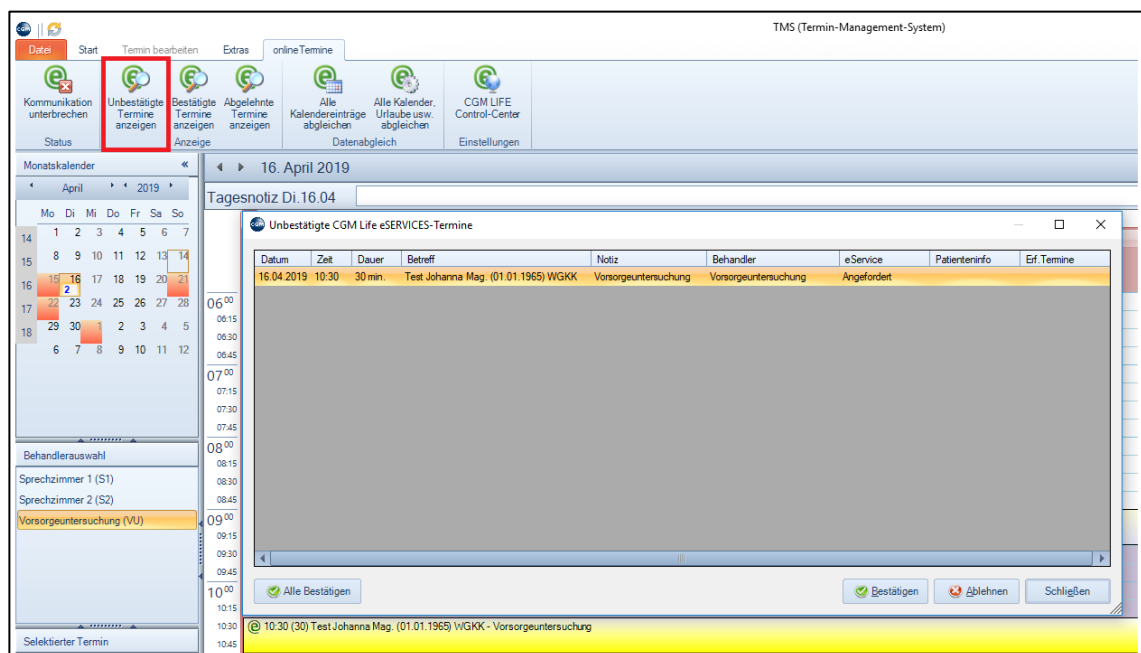 CGM
TMS (Termin-Management-System)
Datei Start Termin bearbeiten Extras onlineTermine
Kommunikation unterbrechen
Unbestätigte Termine anzeigen
Bestätigte Termine anzeigen
Abgelehnte Termine anzeigen
Alle Kalendereinträge abgleichen
Alle Kalender, Urlaube usw. abgleichen
CGM LIFE Control-Center
Status Anzeige Datenabgleich Einstellungen
Monatskalender «
April 2019
Mo Di Mi Do Fr Sa So
14 1 2 3 4 5 6 7
15 8 9 10 11 12 13 14
16 15 16 17 18 19 20 21
2
17 22 23 24 25 26 27 28
18 29 30 1 2 3 4 5
6 7 8 9 10 11 12
Behandlerauswahl
Sprechzimmer 1 (S1)
Sprechzimmer 2 (S2)
Vorsorgeuntersuchung (VU)
Selektierter Termin
16. April 2019
Tagesnotiz Di.16.04
CGM Unbestätigte CGM Life eSERVICES-Termine
Datum Zeit Dauer Betreff Notiz Behandler eService Patienteninfo Erf.Termine
16.04.2019 10:30 30 min. Test Johanna Mag. (01.01.1965) WGKK Vorsorgeuntersuchung Vorsorgeuntersuchung Angefordert
Alle Bestätigen Bestätigen Ablehnen Schließen
06 00
06:15
06:30
06:45
07 00
07:15
07:30
07:45
08 00
08:15
08:30
08:45
09 00
09:15
09:30
09:45
10 00
10:15
10:30 10:30 (30) Test Johanna Mag. (01.01.1965) WGKK - Vorsorgeuntersuchung
10:45